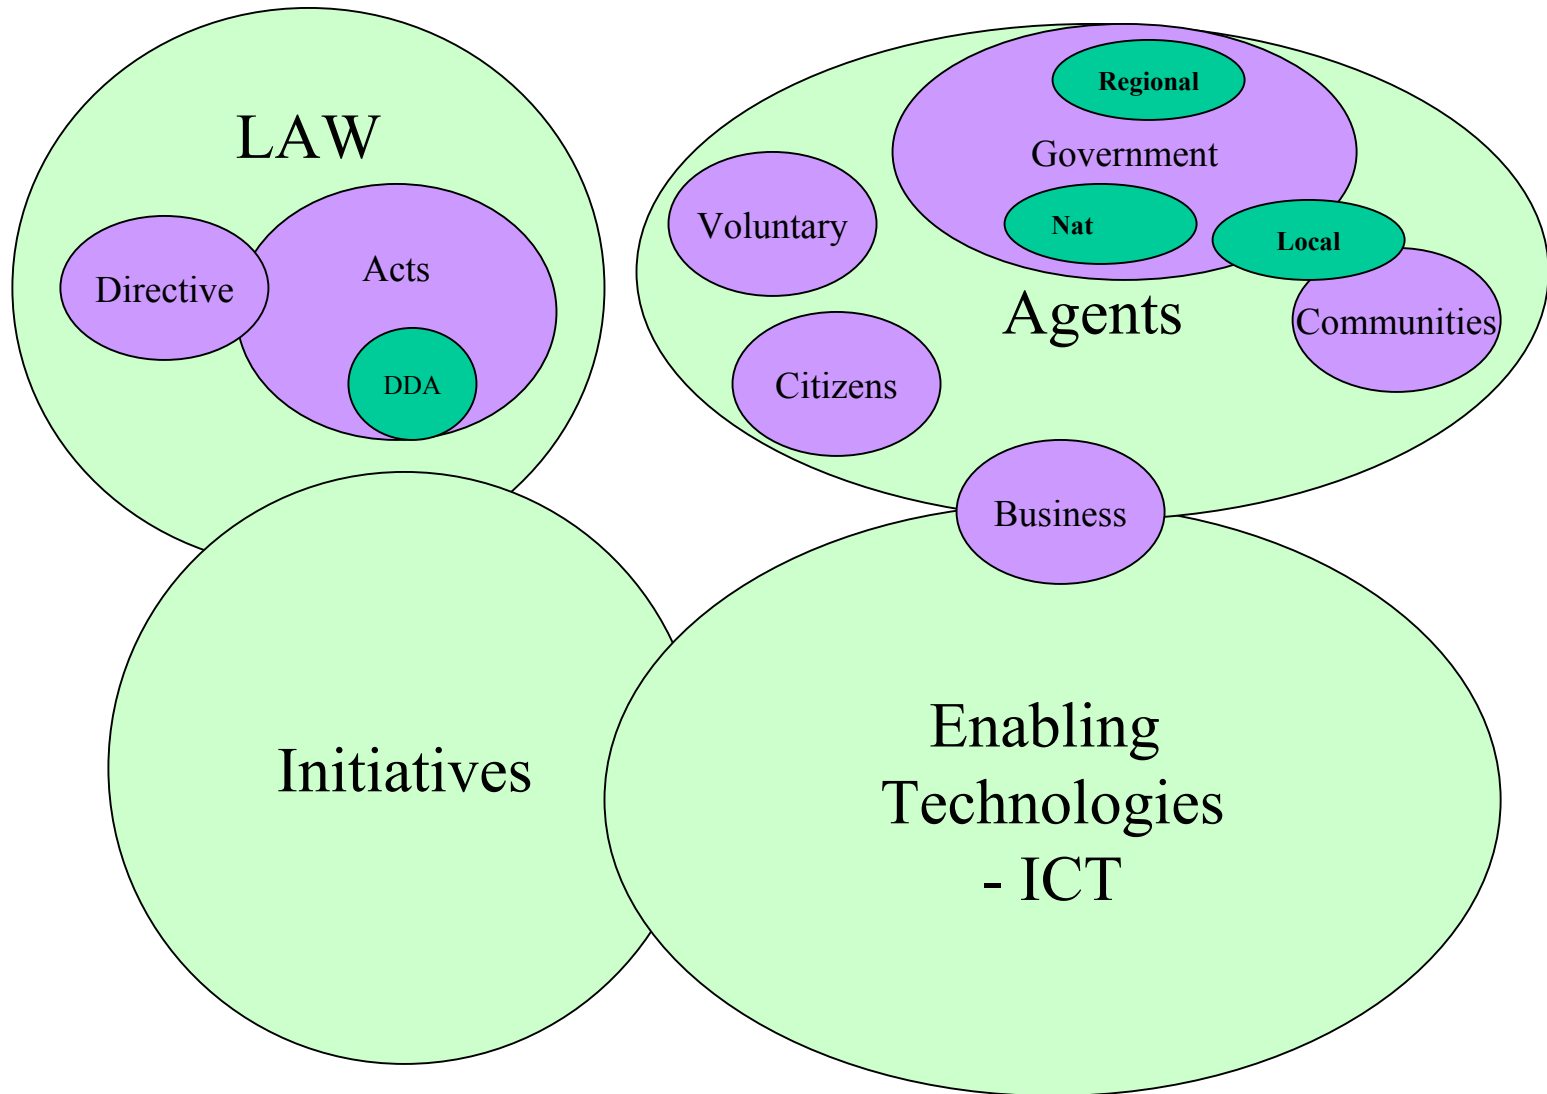 LAW
Directive
Acts
DDA
Regional
Government
Nat
Local
Voluntary
Agents
Communities
Citizens
Business
Initiatives
Enabling
Technologies
- ICT